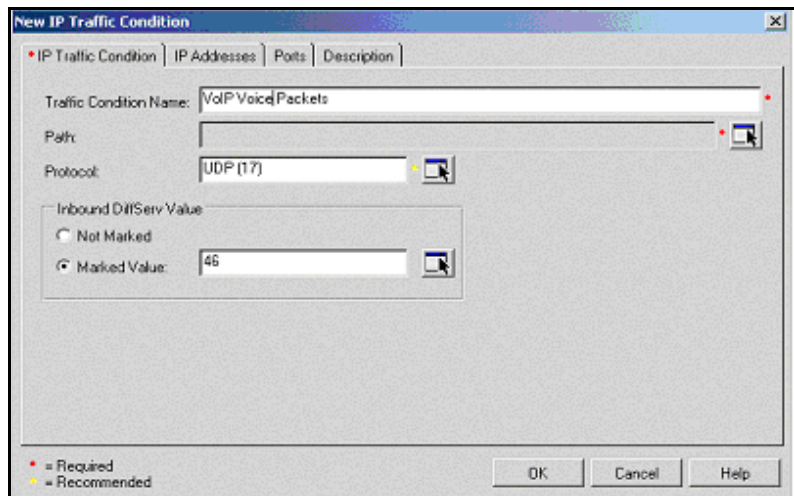 New IP Traffic Condition
* IP Traffic Condition IP Addresses Ports Description
Traffic Condition Name: VoIP Voice Packets *
Path: *
Protocol: UDP (17) *
Inbound DiffServ Value
Not Marked
Marked Value: 46
* = Required
* = Recommended
OK Cancel Help